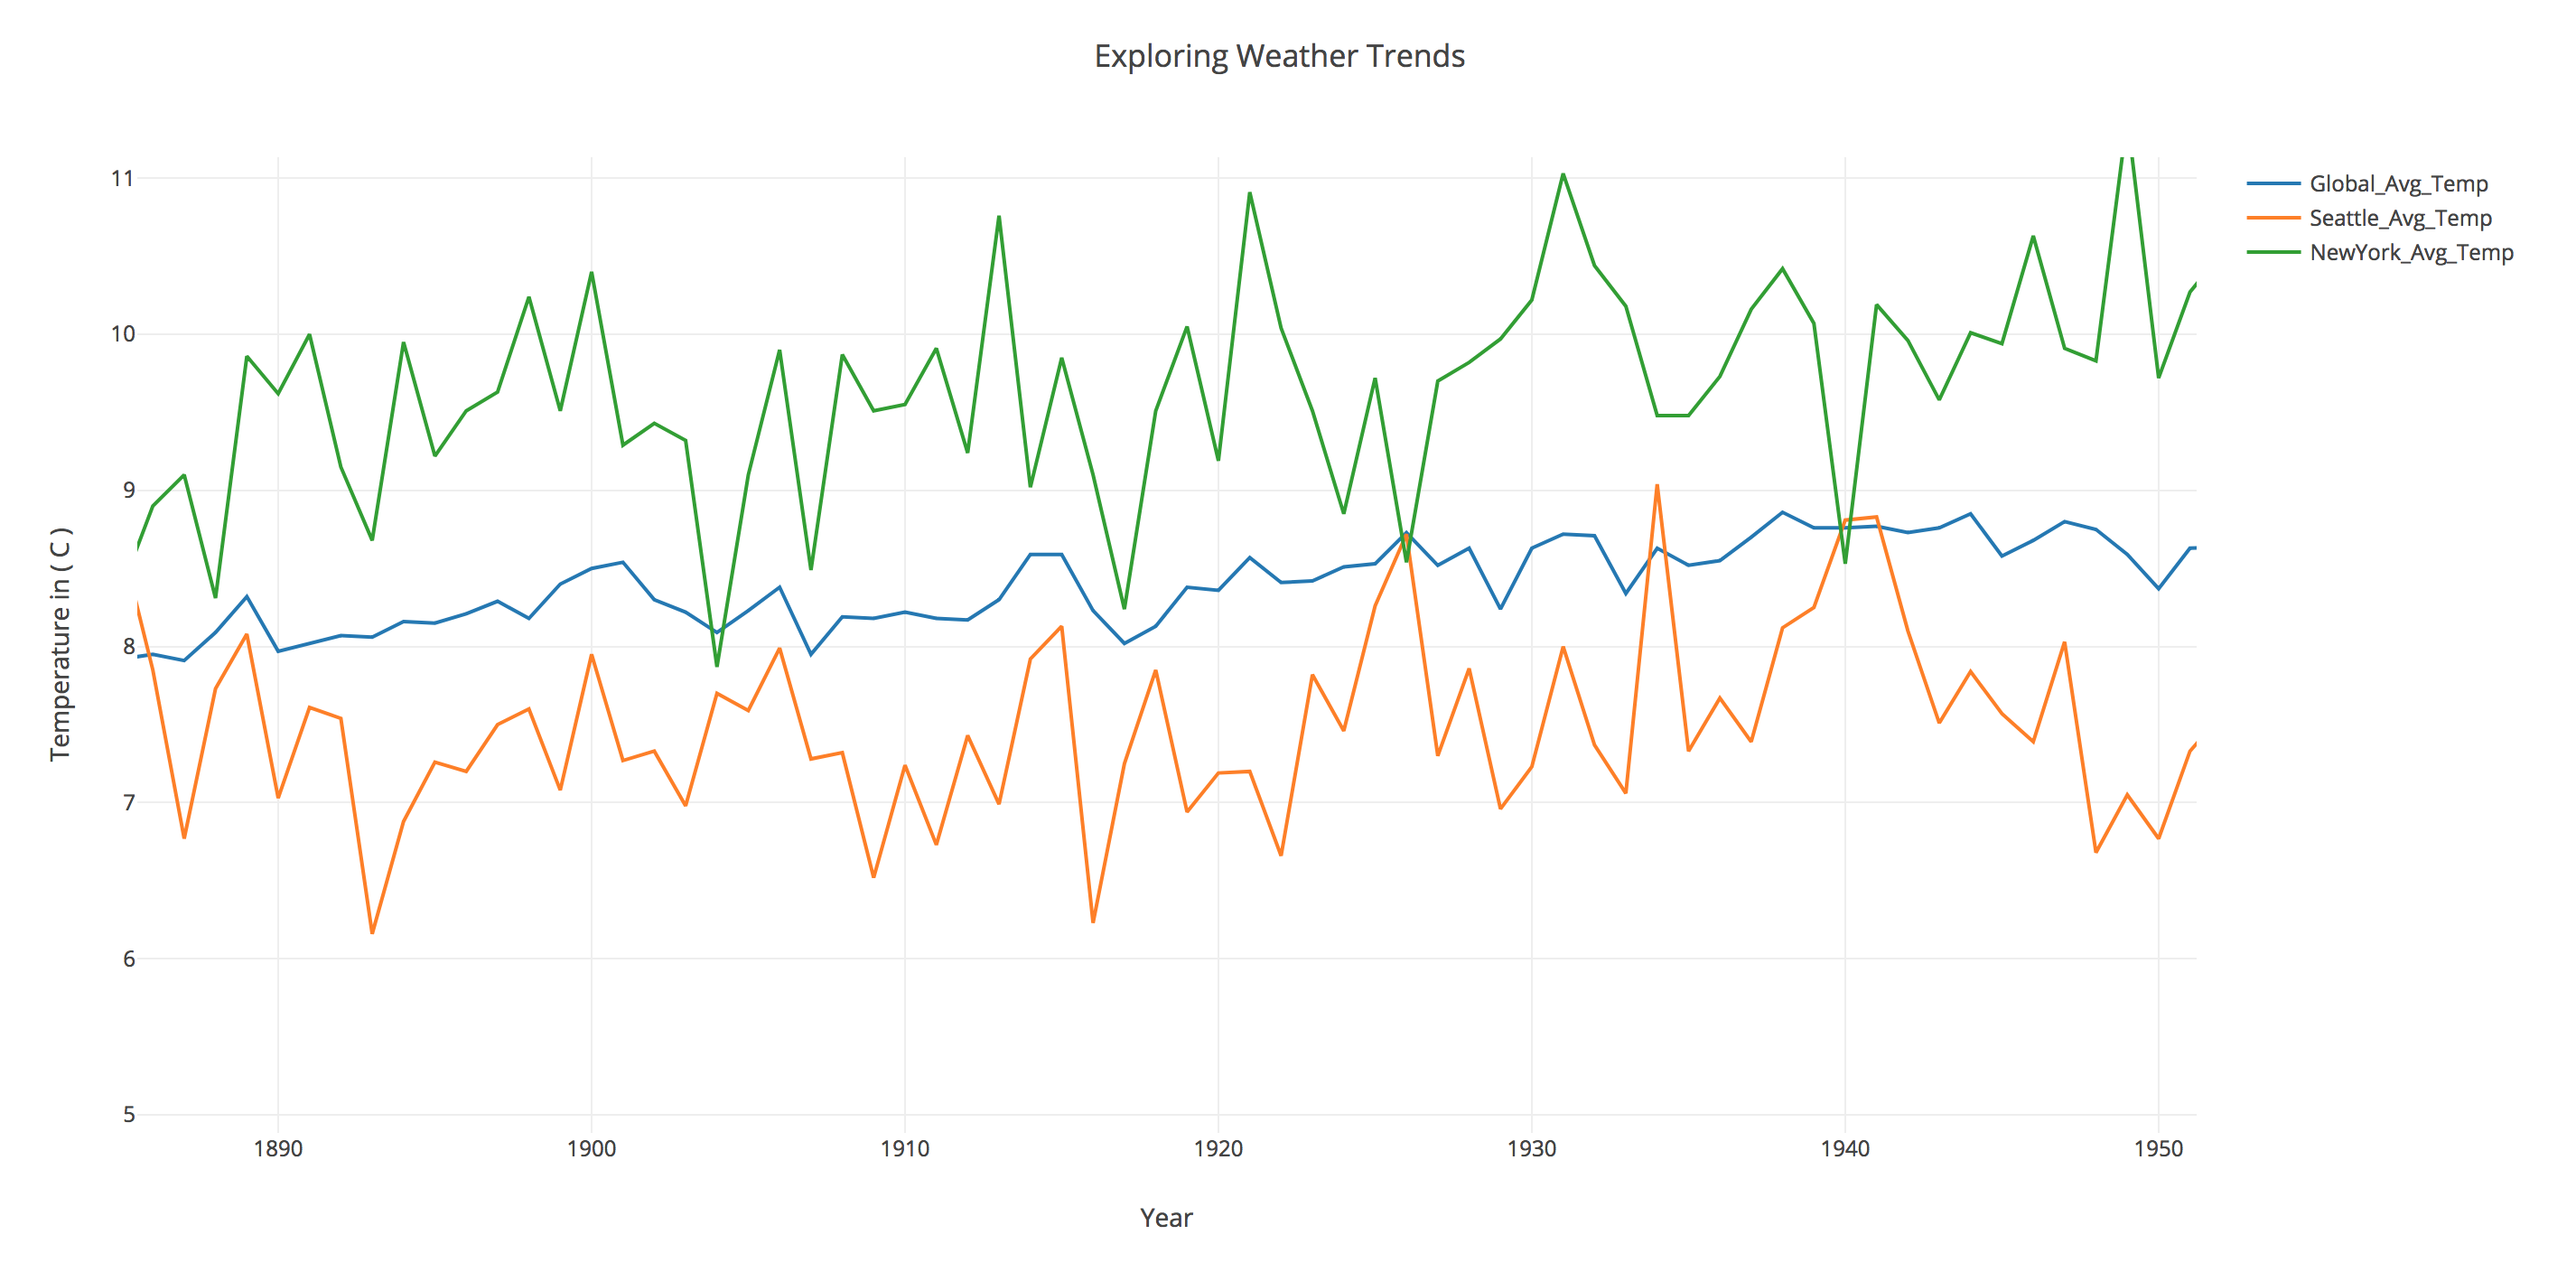 Exploring Weather Trends
Global_Avg_Temp
Seattle_Avg_Temp
NewYork_Avg_Temp
Temperature in ( C )
11
10
9
8
7
6
5
1890 1900 1910 1920 1930 1940 1950
Year